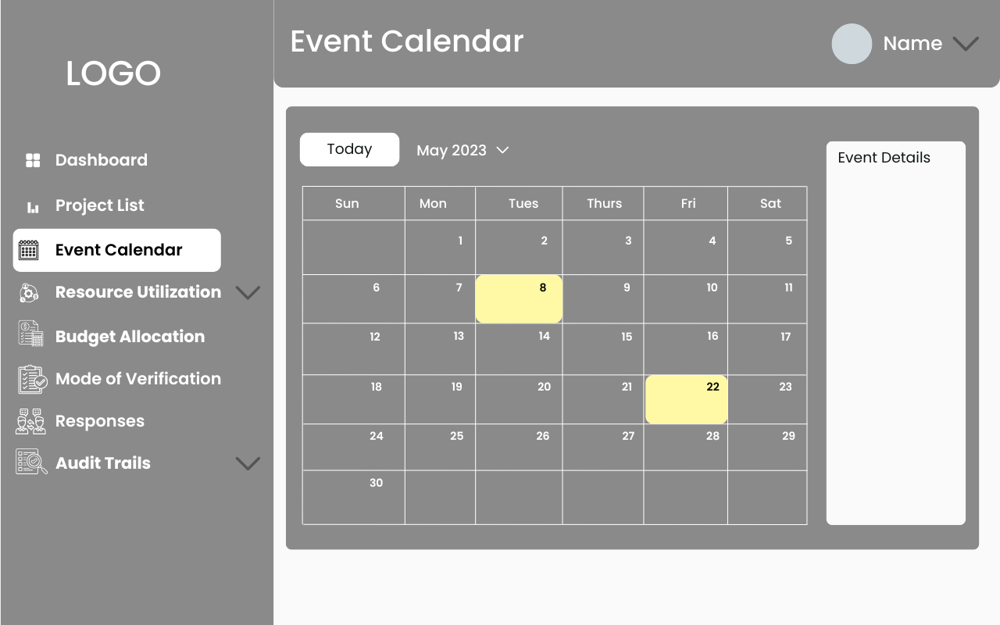 LOGO
Dashboard
Project List
Event Calendar
Resource Utilization
Budget Allocation
Mode of Verification
Responses
Audit Trails
Event Calendar
Name
Today
May 2023
Sun Mon Tues Thurs Fri Sat
1 2 3 4 5
6 7 8 9 10 11
12 13 14 15 16 17
18 19 20 21 22 23
24 25 26 27 28 29
30
Event Details